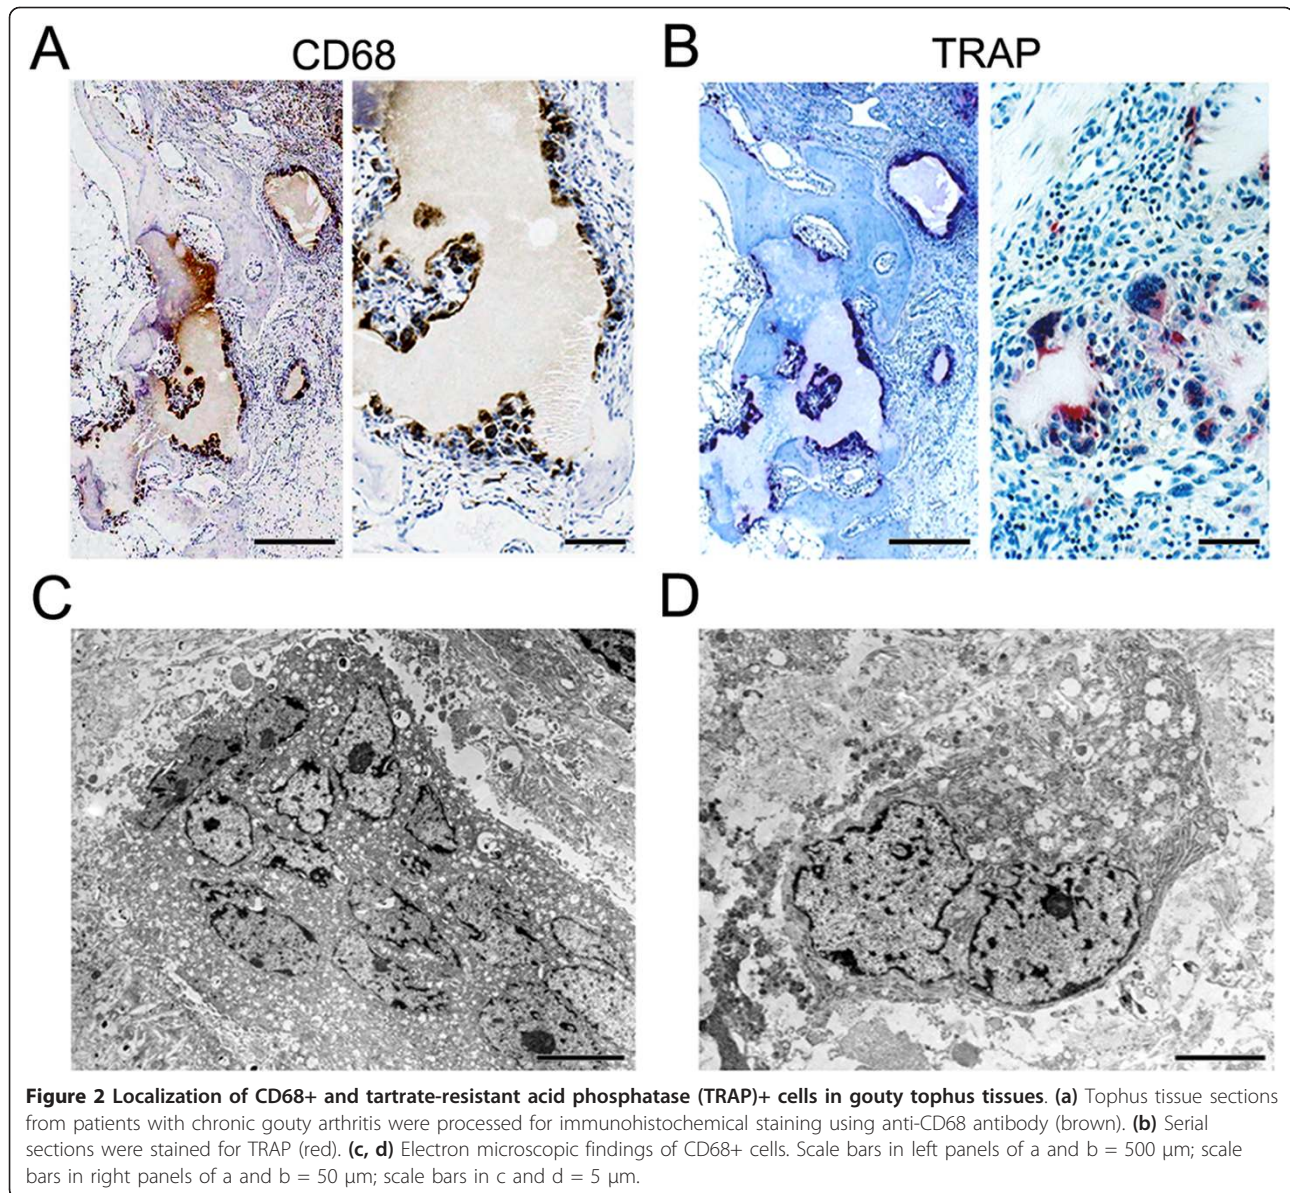 A
CD68
B
TRAP
C
D
Figure 2 Localization of CD68+ and tartrate-resistant acid phosphatase (TRAP)+ cells in gouty tophus tissues. (a) Tophus tissue sections
from patients with chronic gouty arthritis were processed for immunohistochemical staining using anti-CD68 antibody (brown). (b) Serial
sections were stained for TRAP (red). (c, d) Electron microscopic findings of CD68+ cells. Scale bars in left panels of a and b = 500 μm; scale
bars in right panels of a and b = 50 μm; scale bars in c and d = 5 μm.